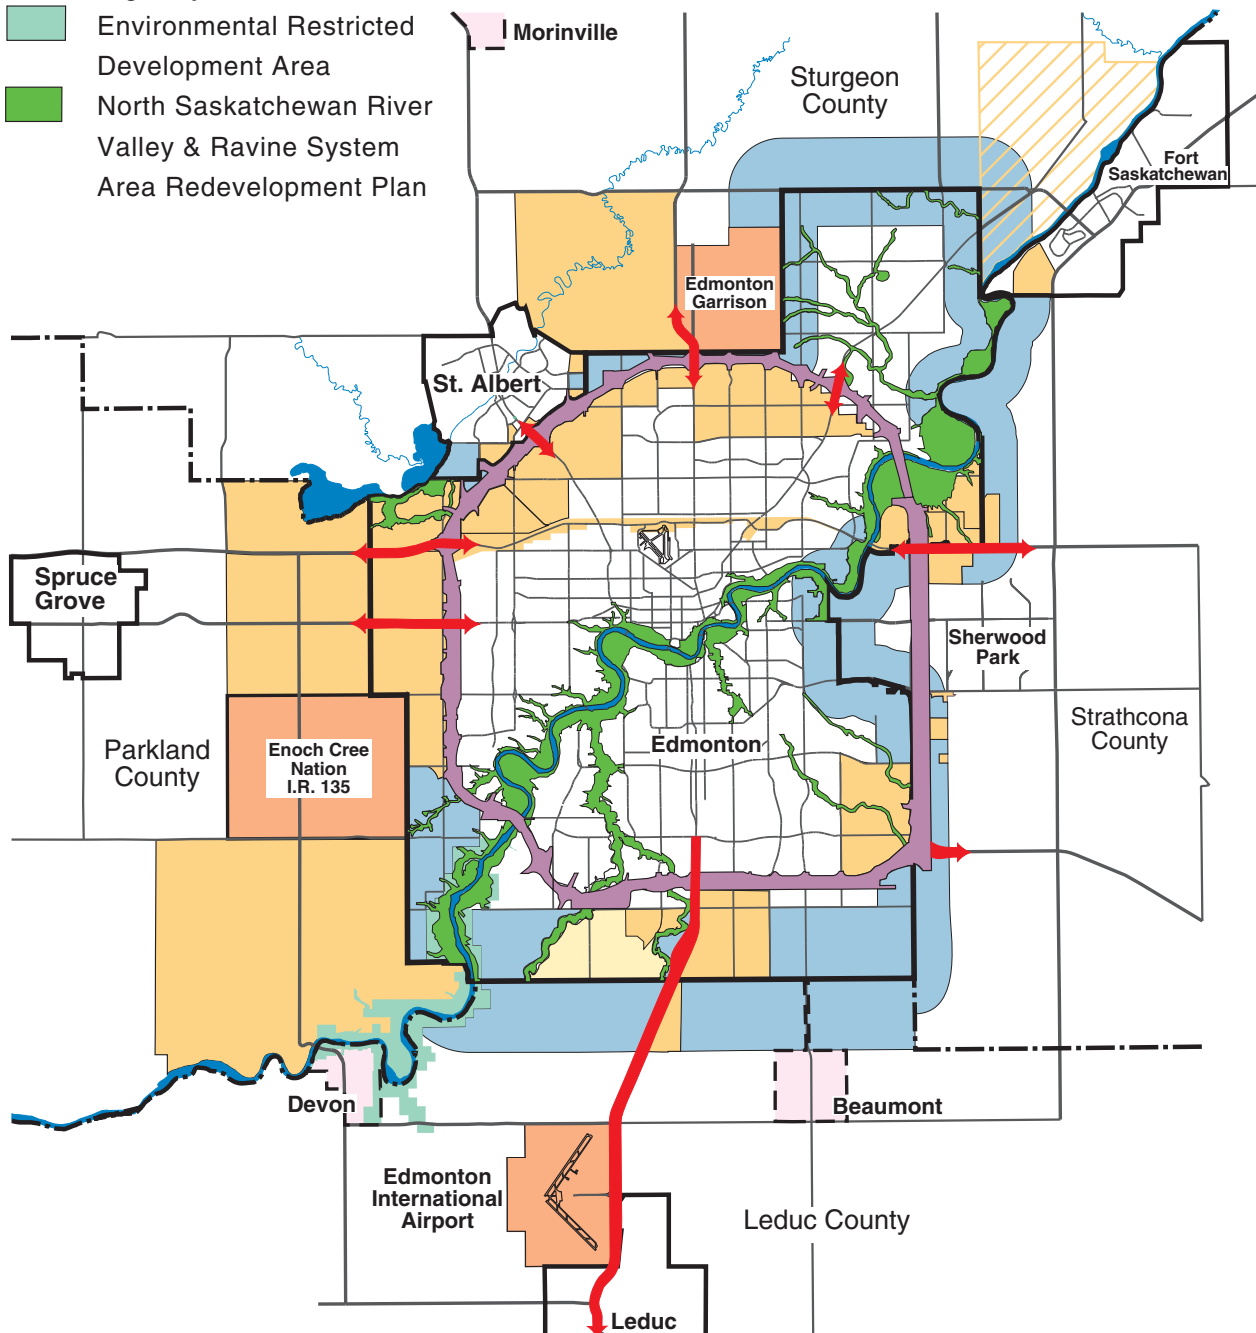 Environmental Restricted
Development Area
North Saskatchewan River
Valley & Ravine System
Area Redevelopment Plan
Morinville
Sturgeon
County
Fort
Saskatchewan
Edmonton
Garrison
St. Albert
Spruce
Grove
Sherwood
Park
Strathcona
County
Parkland
County
Enoch Cree
Nation
I.R. 135
Edmonton
Devon
Beaumont
Edmonton
International
Airport
Leduc County
Leduc